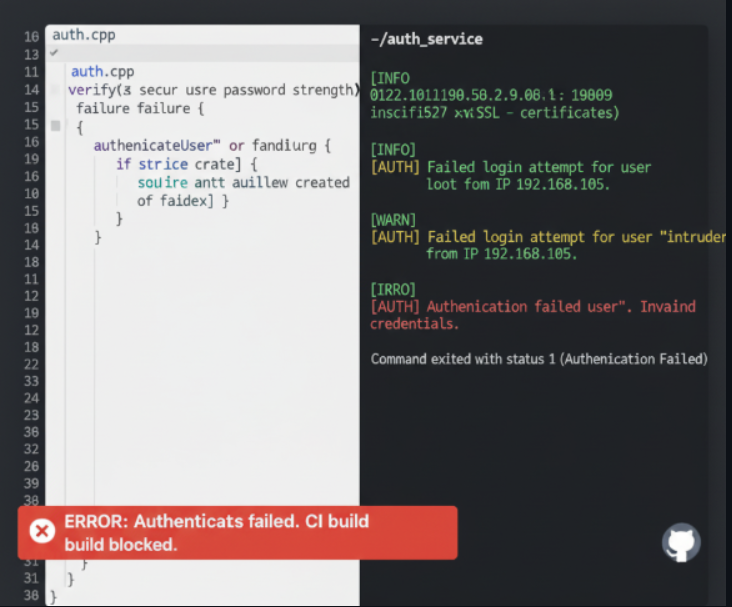 auth.cpp
auth.cpp
verify(3 secur usre password strength)
failure failure {
{
authenicateUser" or fandiurg {
if strice crate] {
souire antt auillew created
of faidex] }
}
}
}
}
}
16
13
11
14
15
15
16
19
16
10
15
18
14
18
11
12
19
12
18
22
33
24
23
36
32
26
39
38
31
31
36
~/auth_service
[INFO
0122.1011190.50.2.9.06.1: 19009
inscifi527 SSL - certificates)
[INFO]
[AUTH] Failed login attempt for user
loot fom IP 192.168.105.
[WARN]
[AUTH] Failed login attempt for user "intruder
from IP 192.168.105.
[IRRO]
[AUTH] Authenication failed user". Invaind
credentials.
Command exited with status 1 (Authenication Failed)
ERROR: Authenticats failed. CI build
build blocked.